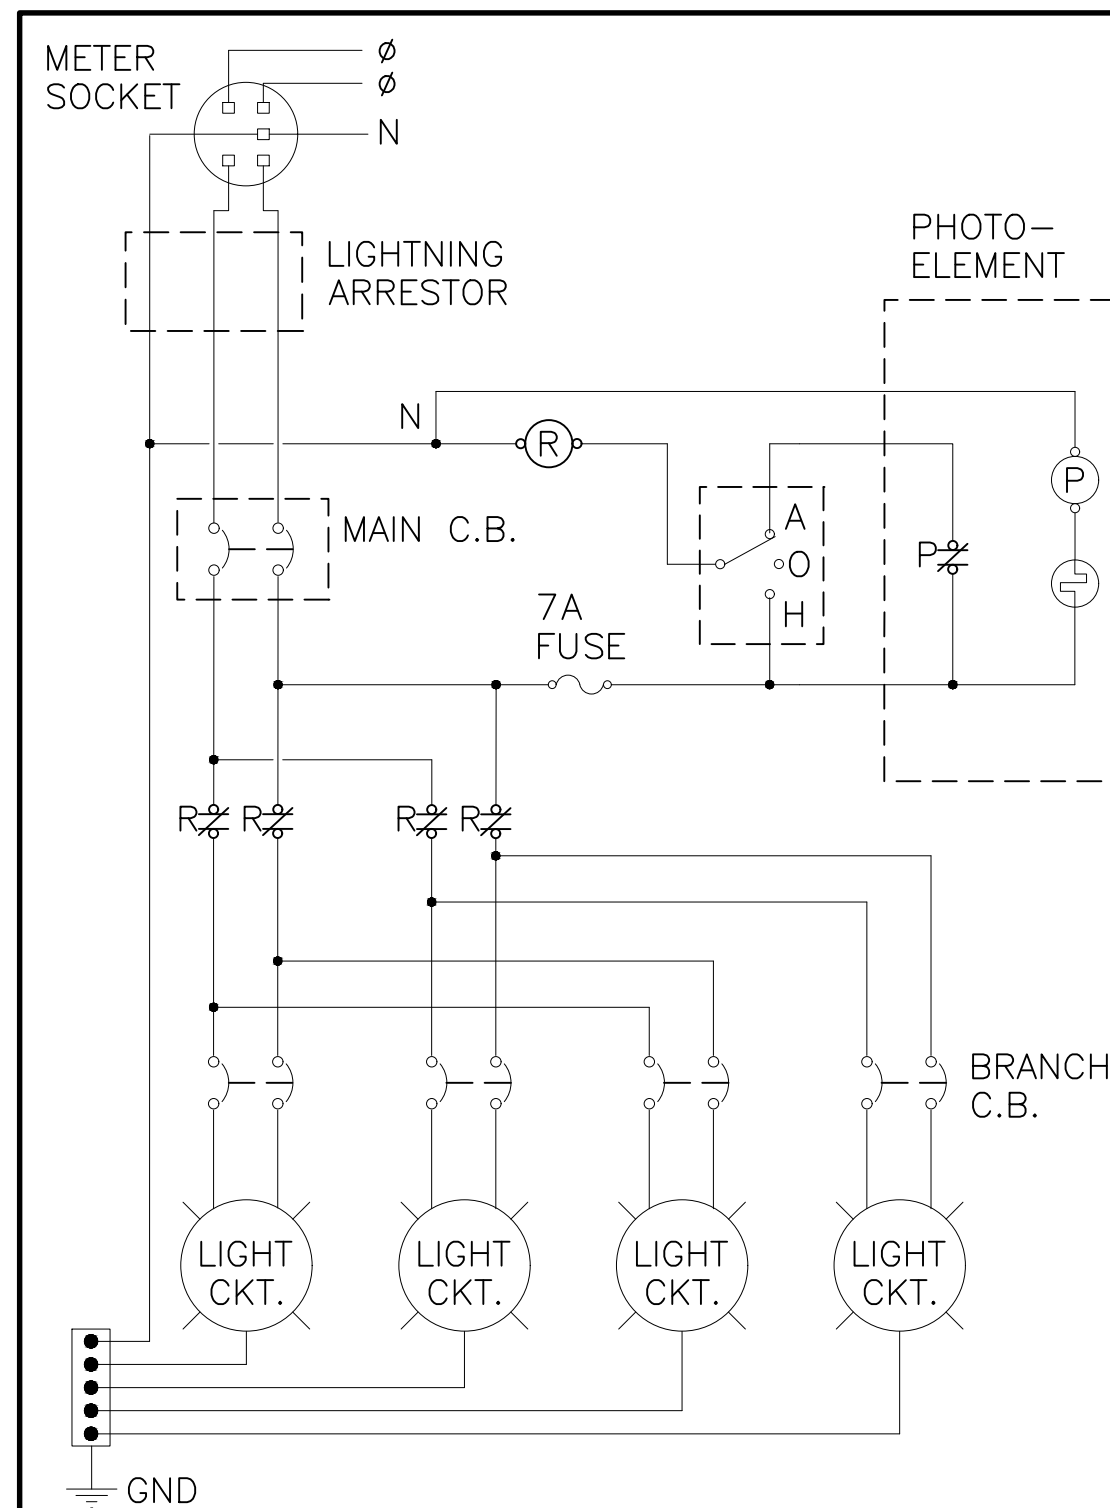 METER
SOCKET
Ø
Ø
N
LIGHTNING
ARRESTOR
PHOTO-
ELEMENT
N
R
P
MAIN C.B.
A
O
H
P
7A
FUSE
R
R
R
R
BRANCH
C.B.
LIGHT
CKT.
LIGHT
CKT.
LIGHT
CKT.
LIGHT
CKT.
GND